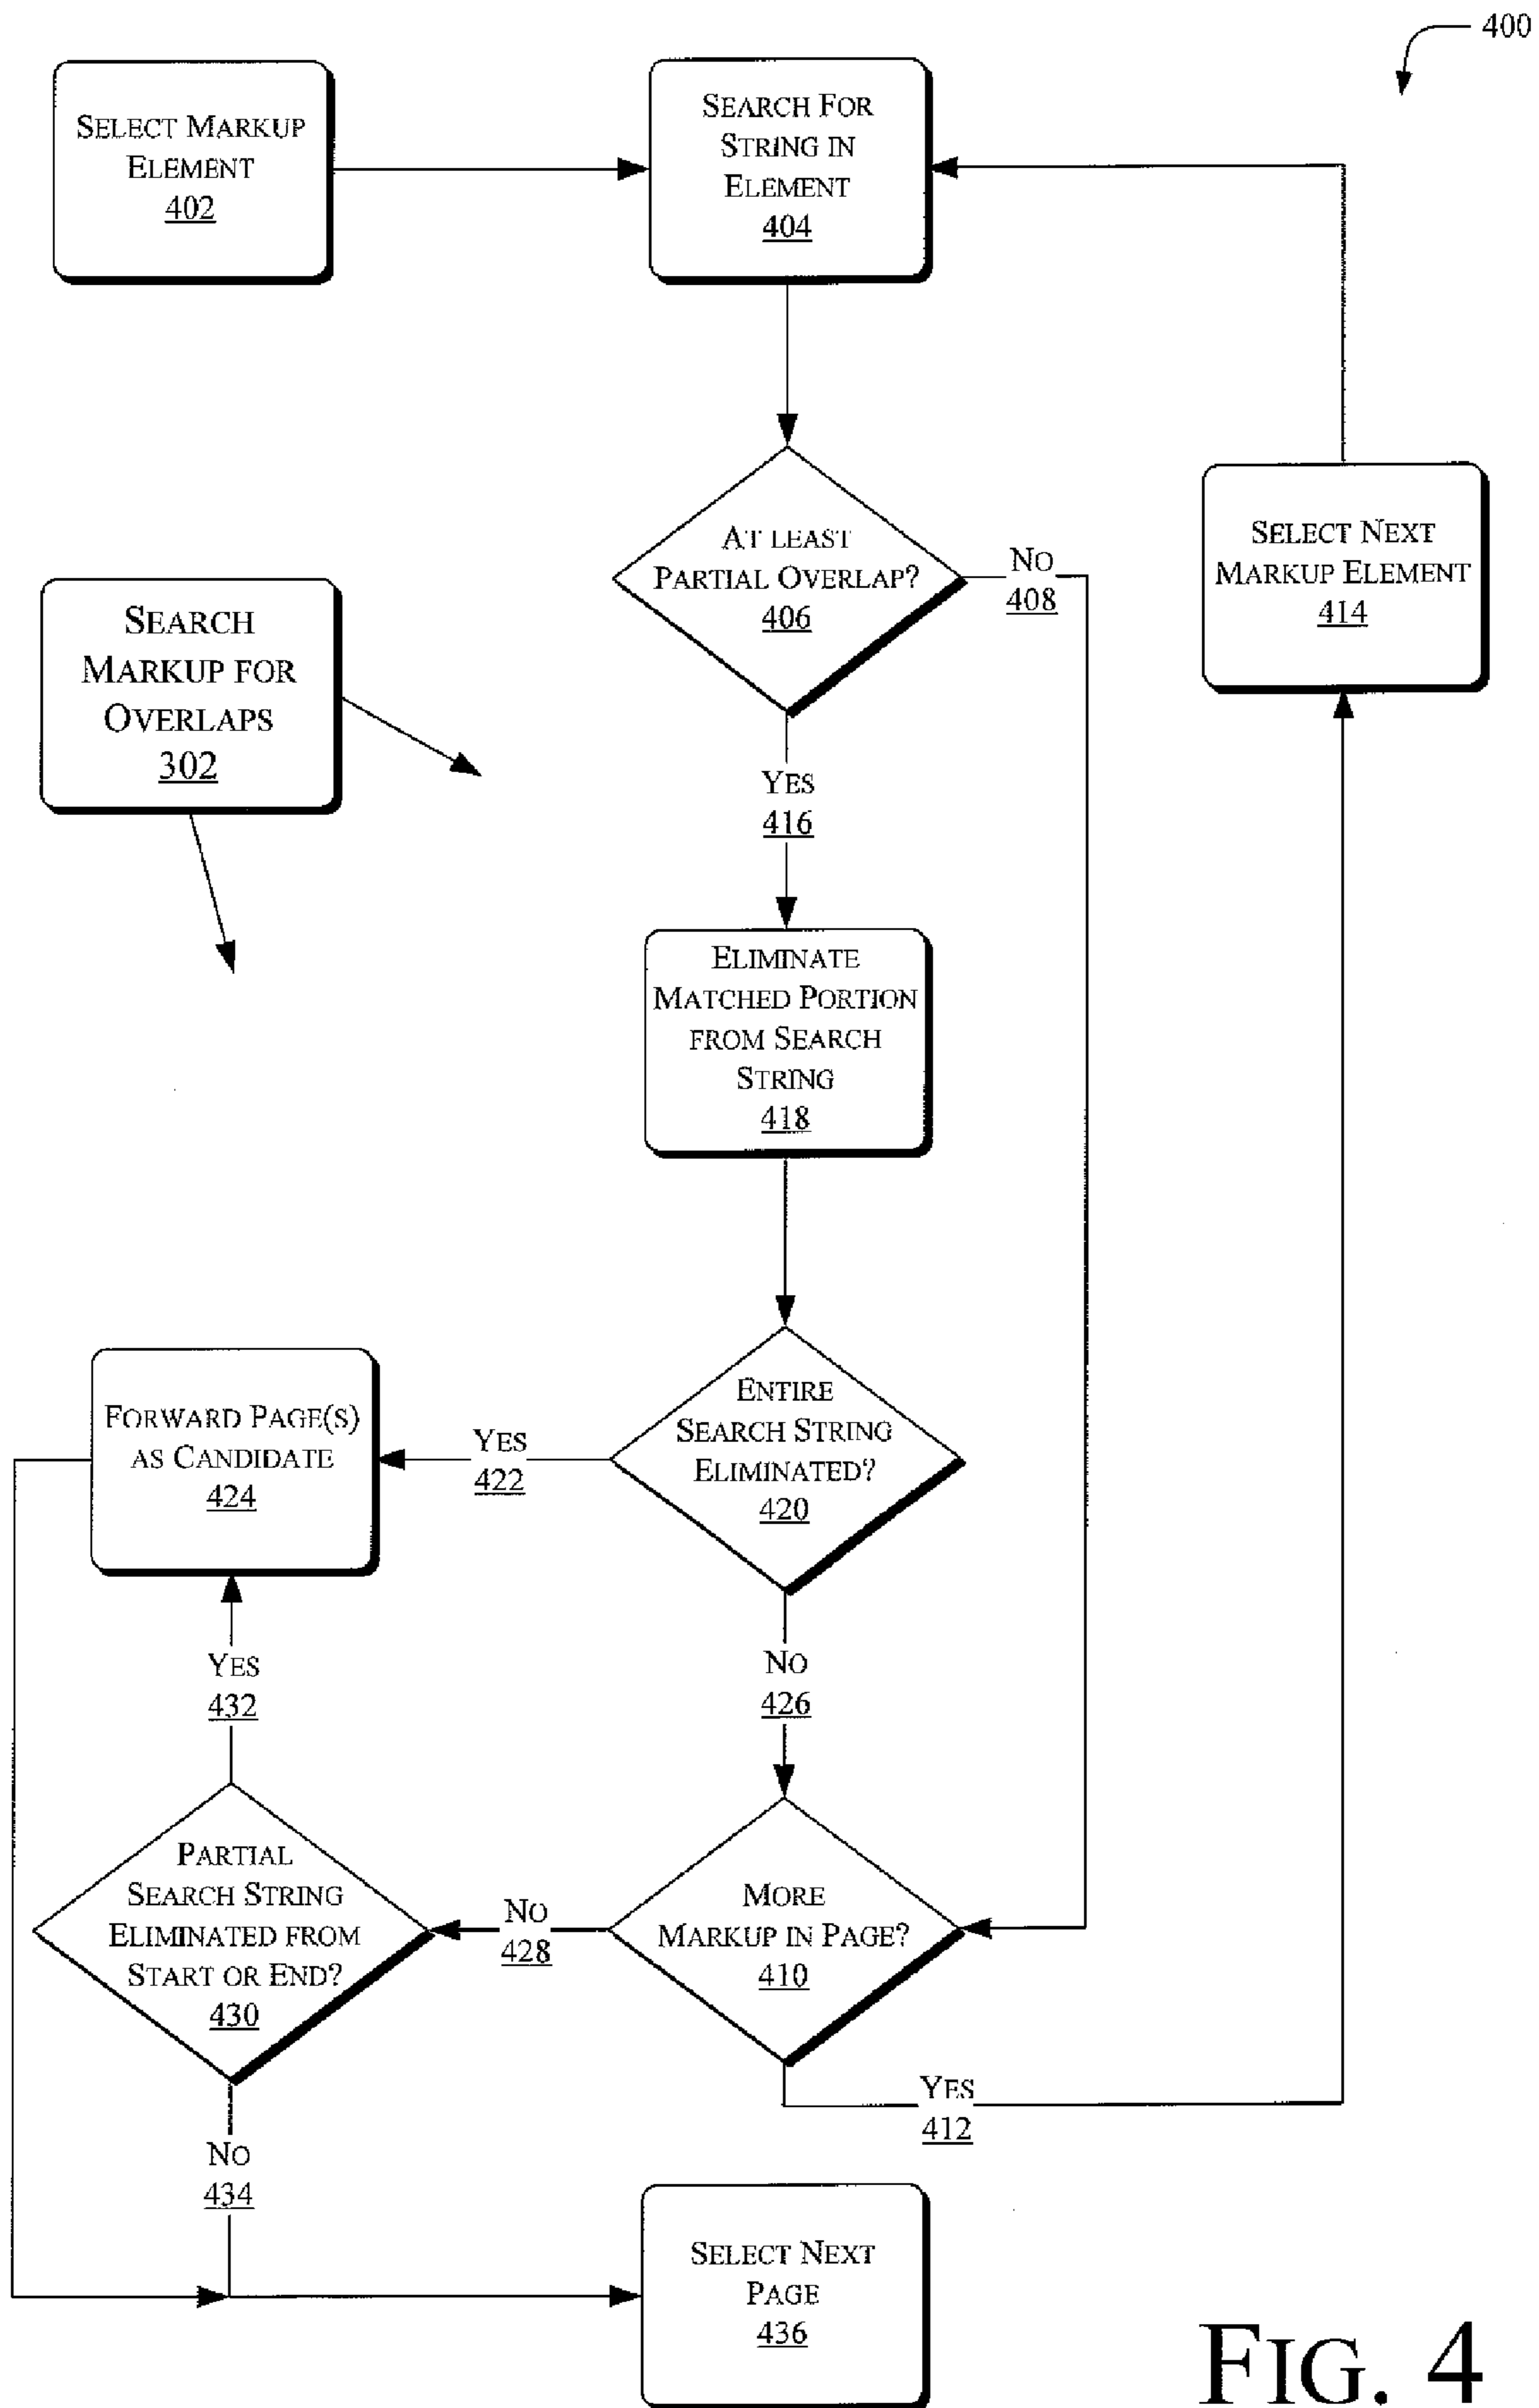 400
SELECT MARKUP
ELEMENT
402
SEARCH FOR
STRING IN
ELEMENT
404
AT LEAST
PARTIAL OVERLAP?
406
NO
408
SELECT NEXT
MARKUP ELEMENT
414
SEARCH
MARKUP FOR
OVERLAPS
302
YES
416
ELIMINATE
MATCHED PORTION
FROM SEARCH
STRING
418
ENTIRE
SEARCH STRING
ELIMINATED?
420
YES
422
FORWARD PAGE(S)
AS CANDIDATE
424
NO
426
YES
432
PARTIAL
SEARCH STRING
ELIMINATED FROM
START OR END?
430
NO
428
MORE
MARKUP IN PAGE?
410
YES
412
NO
434
SELECT NEXT
PAGE
436
FIG. 4